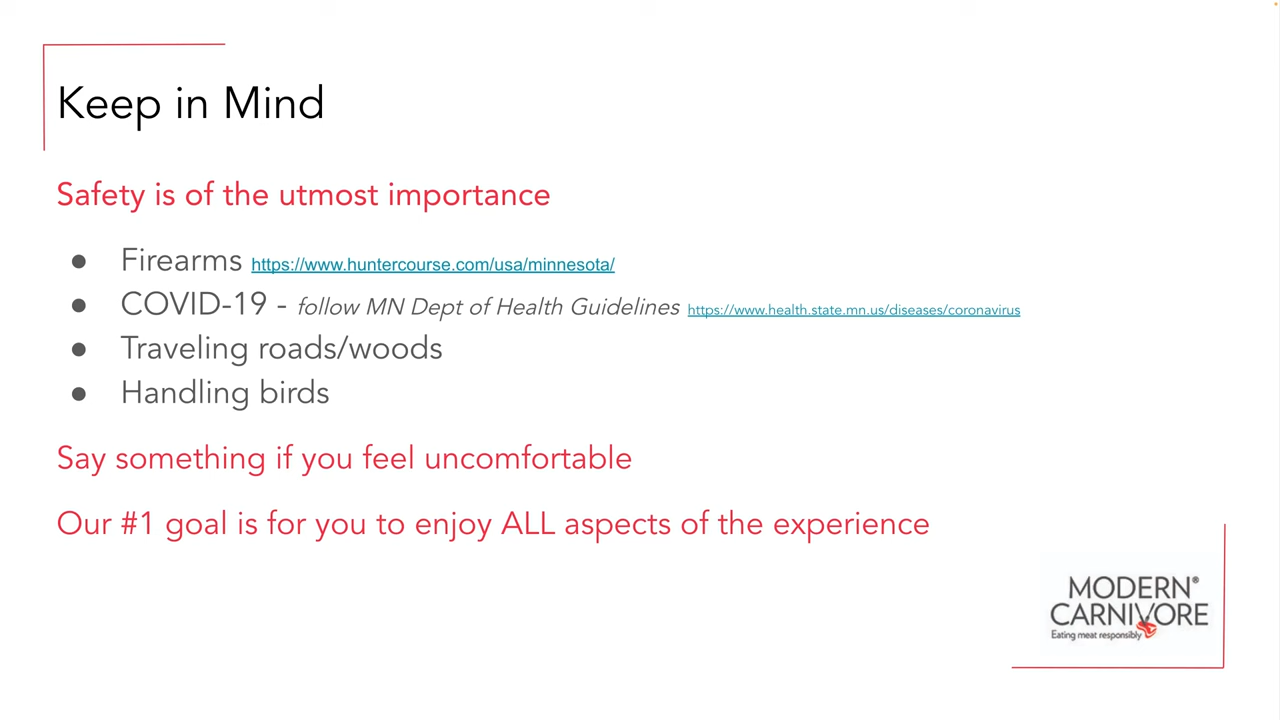 Keep in Mind
Safety is of the utmost importance
● Firearms https://www.huntercourse.com/usa/minnesota/
● COVID-19 - follow MN Dept of Health Guidelines https://www.health.state.mn.us/diseases/coronavirus
● Traveling roads/woods
● Handling birds
Say something if you feel uncomfortable
Our #1 goal is for you to enjoy ALL aspects of the experience
MODERN®
CARNIVORE
Eating meat responsibly